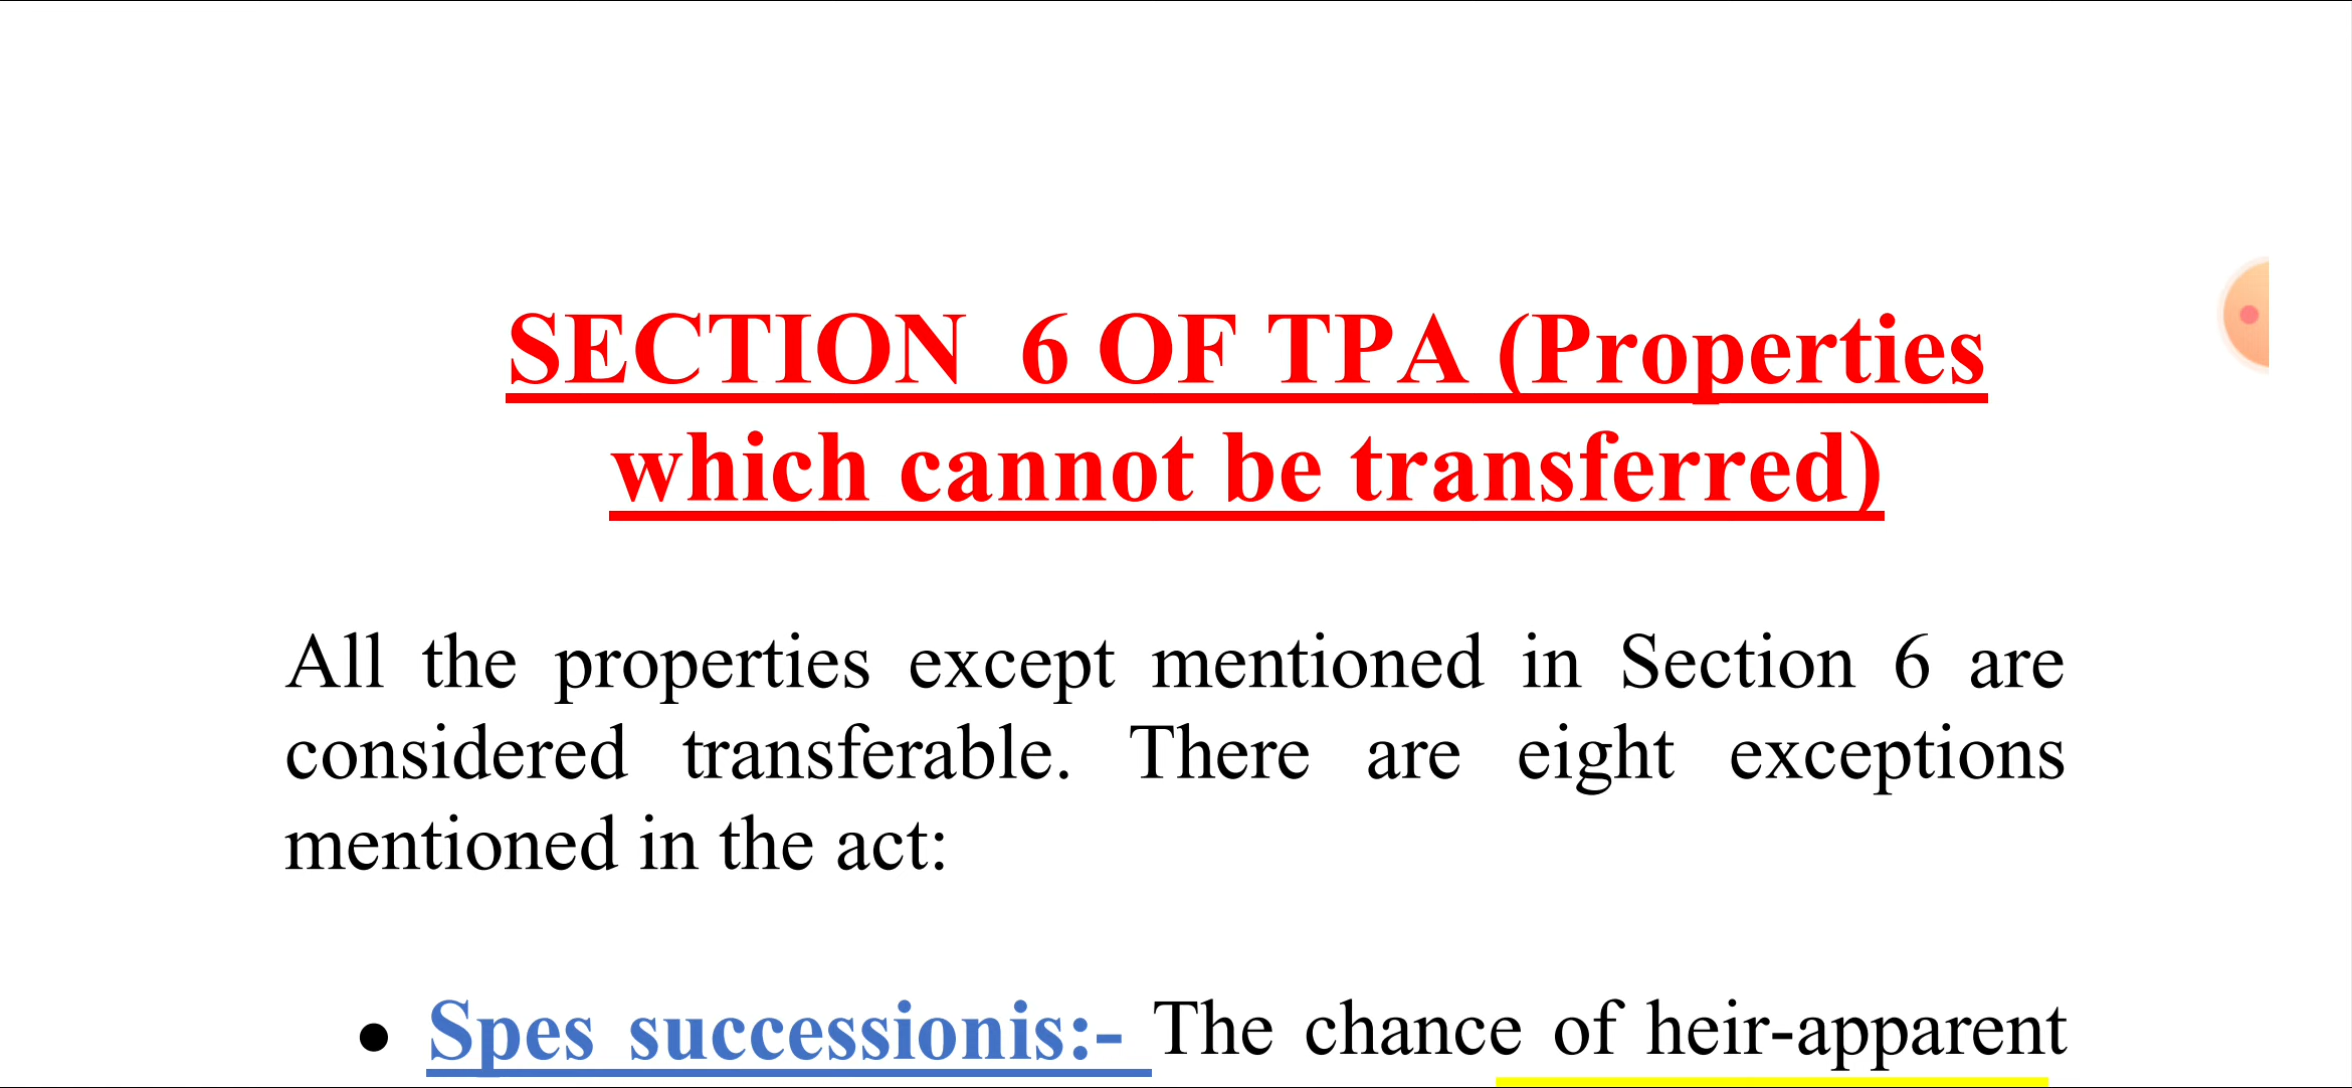 SECTION 6 OF TPA (Properties
which cannot be transferred)
All the properties except mentioned in Section 6 are
considered transferable. There are eight exceptions
mentioned in the act:
• Spes successionis:- The chance of heir-apparent